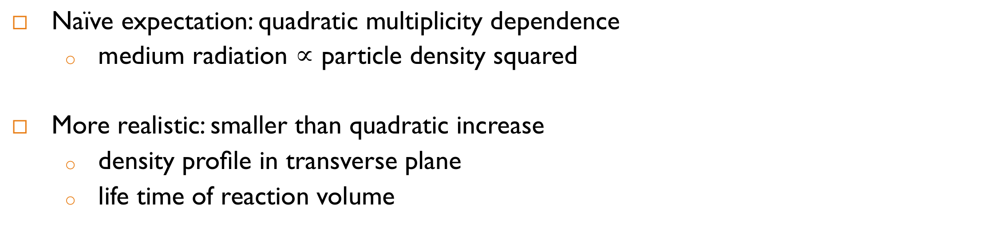 Naïve expectation: quadratic multiplicity dependence
medium radiation ∝ particle density squared
More realistic: smaller than quadratic increase
density profile in transverse plane
life time of reaction volume